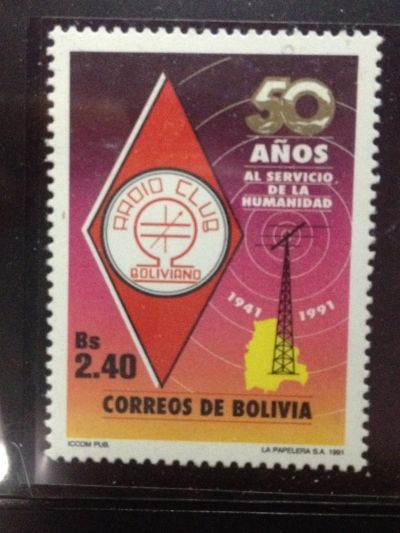 50
AÑOS
AL SERVICIO
DE LA
HUMANIDAD
RADIO CLUB
BOLIVIANO
1941 1991
Bs
2.40
CORREOS DE BOLIVIA
ICCOM PUB.
LA PAPELERA S.A. 1991